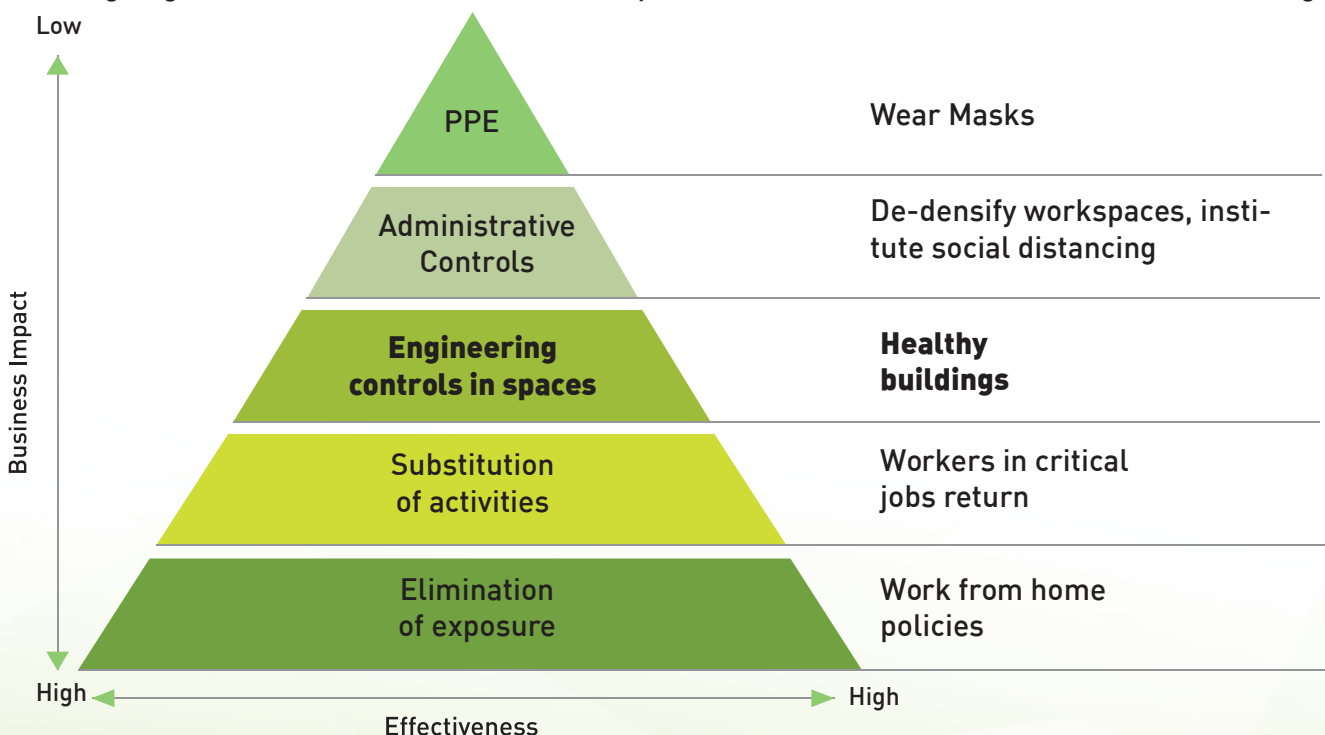 Low
PPE
Wear Masks
Administrative
Controls
De-densify workspaces, insti-
tute social distancing
Business Impact
Engineering
controls in spaces
Healthy
buildings
Substitution
of activities
Workers in critical
jobs return
Elimination
of exposure
Work from home
policies
High
High
Effectiveness